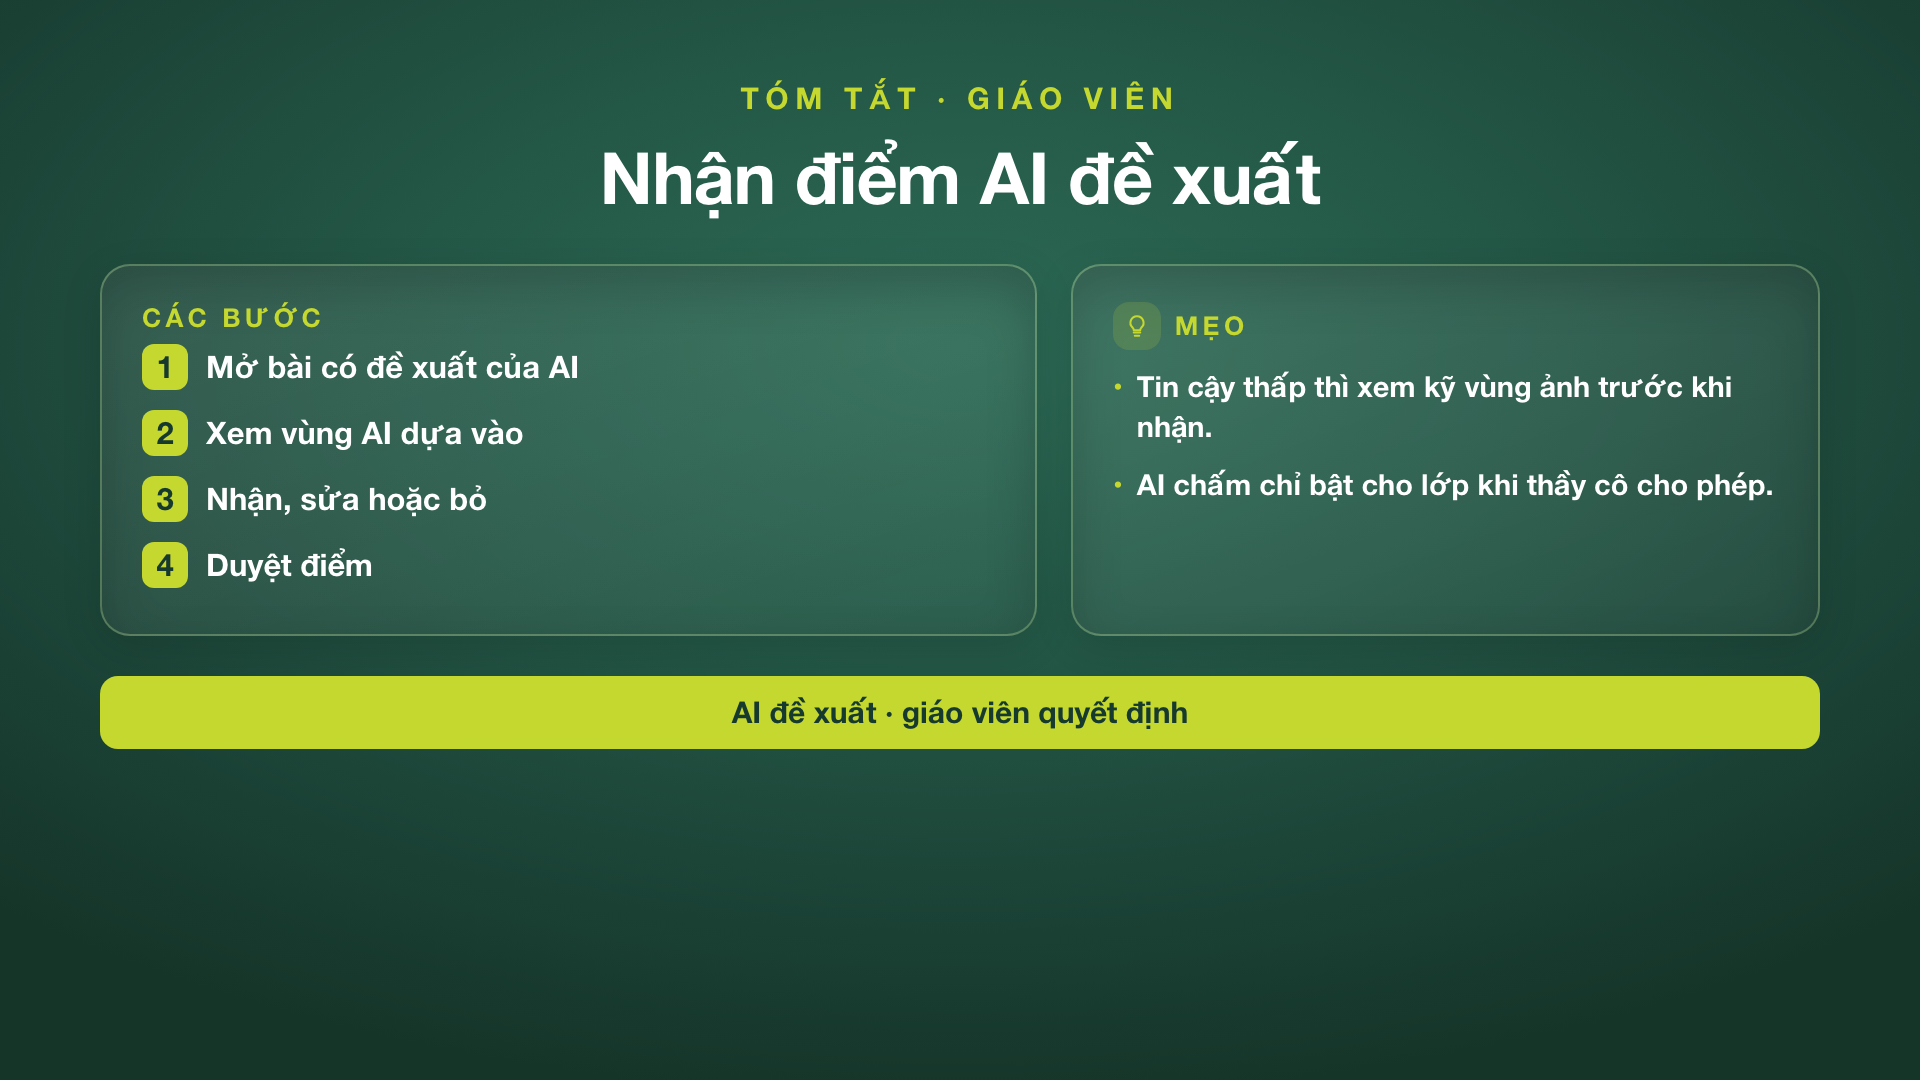 TÓM TẮT · GIÁO VIÊN
Nhận điểm AI đề xuất
CÁC BƯỚC
1 Mở bài có đề xuất của AI
2 Xem vùng AI dựa vào
3 Nhận, sửa hoặc bỏ
4 Duyệt điểm
MẸO
• Tin cậy thấp thì xem kỹ vùng ảnh trước khi
nhận.
• AI chấm chỉ bật cho lớp khi thầy cô cho phép.
AI đề xuất · giáo viên quyết định